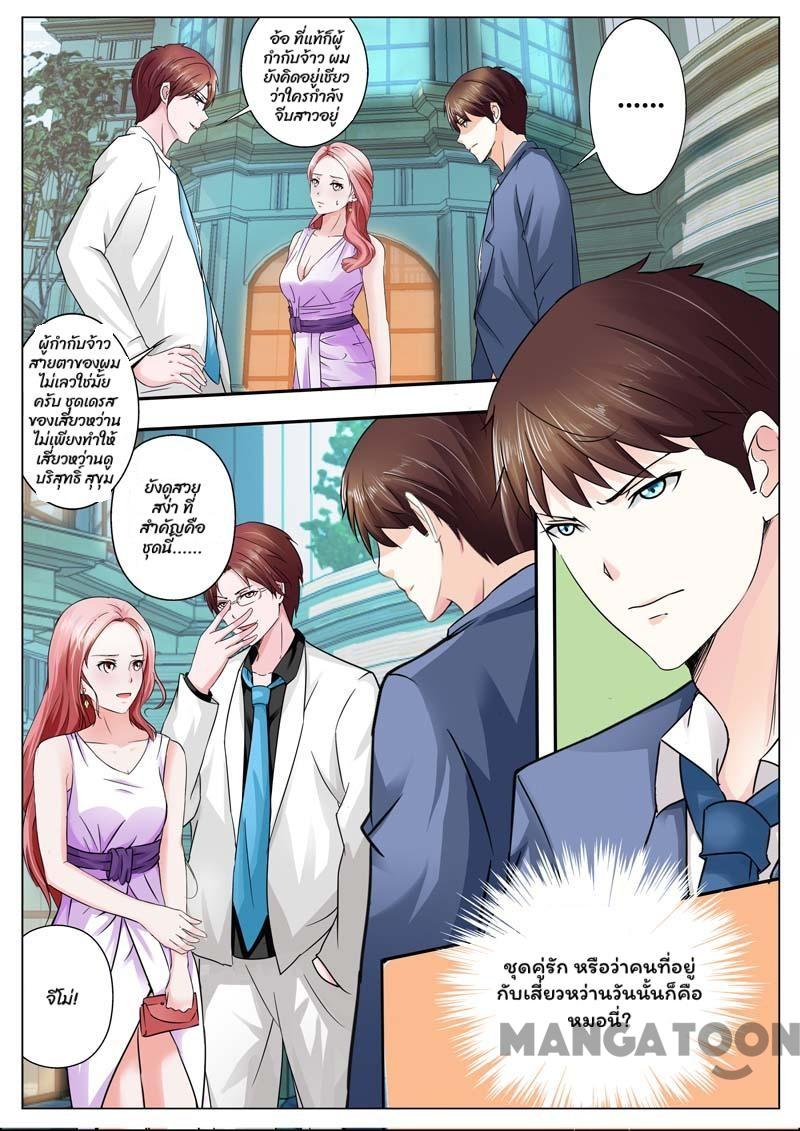 อ้อ ที่แท้ก็ผู้
กำกับจ้าว ผม
ยังคิดอยู่เชียว
ว่าใครกำลัง
จีบสาวอยู่
......
ผู้กำกับจ้าว
สายตาของผม
ไม่เลวใช่มั้ย
ครับ ชุดเดรส
ของเสี่ยวหว่าน
ไม่เพียงทำให้
เสี่ยวหว่านดู
บริสุทธิ์ สุขุม
ยังดูสวย
สง่า ที่
สำคัญคือ
ชุดนี้......
จีโม่!
ชุดคู่รัก หรือว่าคนที่อยู่
กับเสี่ยวหว่านวันนั้นก็คือ
หมอนี่?
MANGATOON